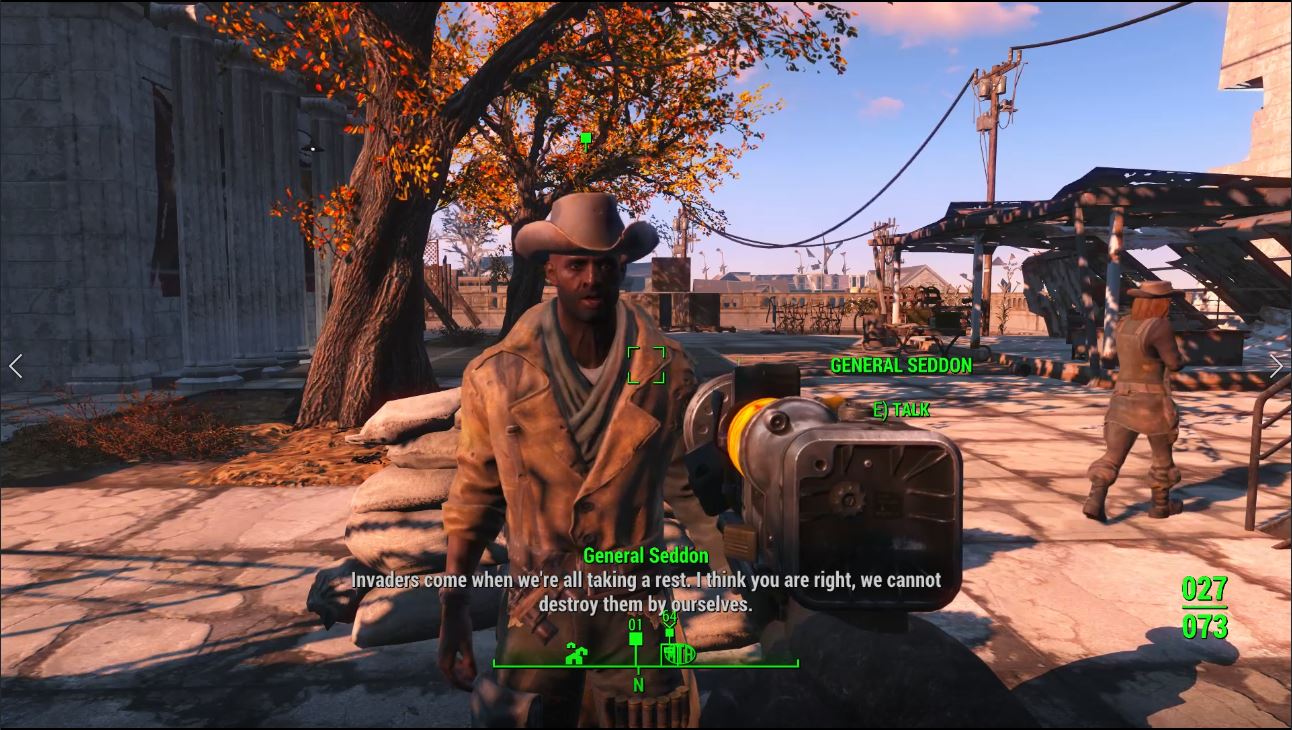 GENERAL SEDDON
E) TALK
General Seddon
Invaders come when we're all taking a rest. I think you are right, we cannot
destroy them by ourselves.
01
64
N
027
073